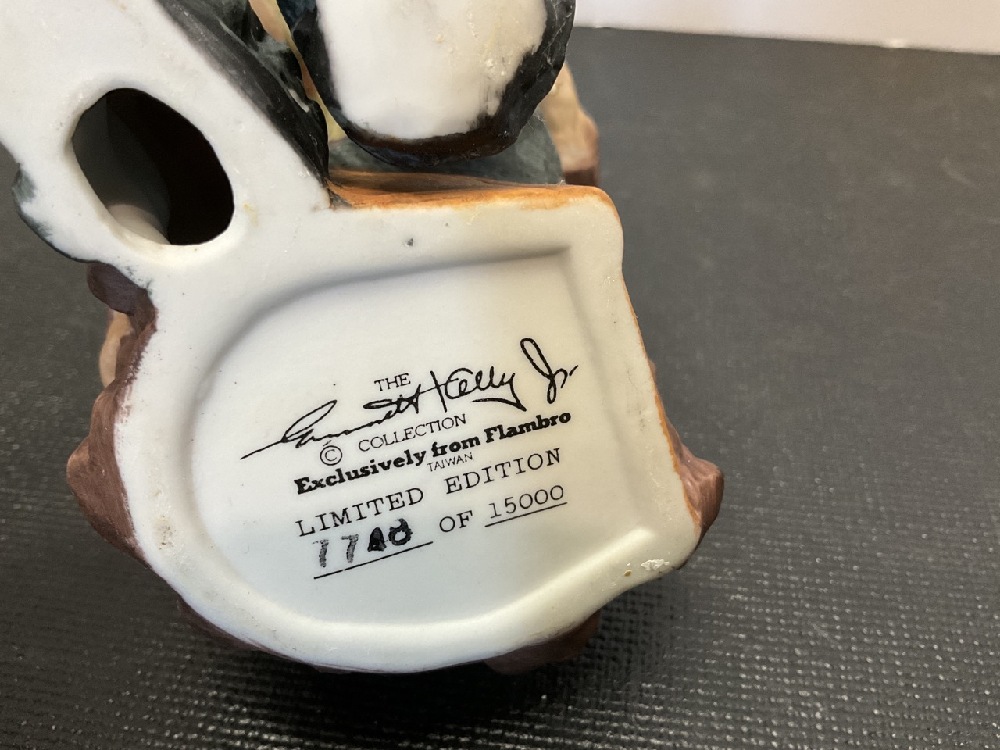 THE
Emmett Kelly Jr.
© COLLECTION
Exclusively from Flambro
TAIWAN
LIMITED EDITION
OF 15000